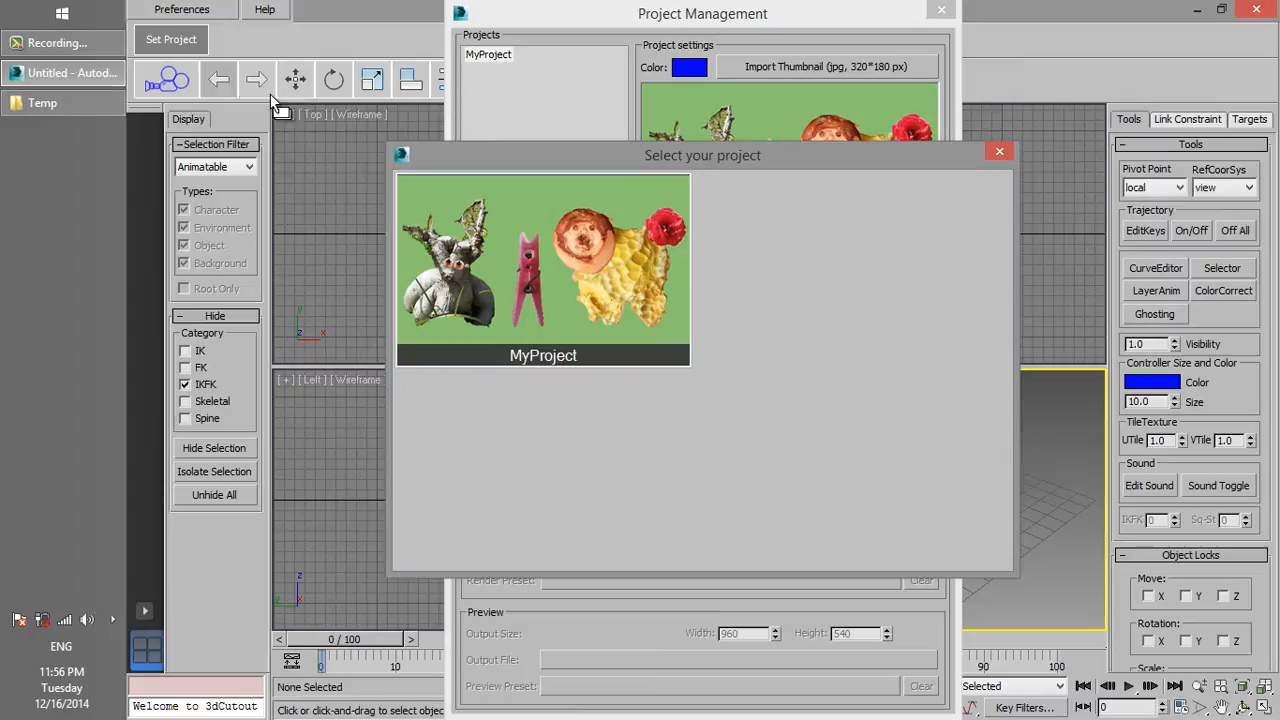 Preferences
Help
Project Management
Recording...
Set Project
Projects
Project settings
MyProject
Color:
Import Thumbnail (jpg, 320*180 px)
Untitled - Autod...
Temp
Display
[ Top ] [ Wireframe ]
Tools
Link Constraint
Targets
Selection Filter
Tools
Animatable
Select your project
Pivot Point
RefCoorSys
local
view
Types:
Character
Environment
Object
Background
Root Only
Trajectory
EditKeys
On/Off
Off All
CurveEditor
Selector
LayerAnim
ColorCorrect
Ghosting
Hide
Category
IK
FK
IKFK
Skeletal
Spine
y
z
x
MyProject
1.0
Visibility
Controller Size and Color
Color
10.0
Size
[ + ] [ Left ] [ Wireframe
TileTexture
UTile
1.0
VTile
1.0
Hide Selection
Isolate Selection
Unhide All
Sound
Edit Sound
Sound Toggle
IKFK
0
Sq-St
0
Object Locks
Move:
X
Y
Z
Rotation:
X
Y
Z
Scale:
z
y
x
Render Preset:
Clear
Preview
Output Size:
Width:
960
Height:
540
Output File:
Preview Preset:
Clear
ENG
11:56 PM
Tuesday
12/16/2014
0 / 100
0
10
90
100
None Selected
Selected
Welcome to 3dCutout
Click or click-and-drag to select objec
Key Filters...
0